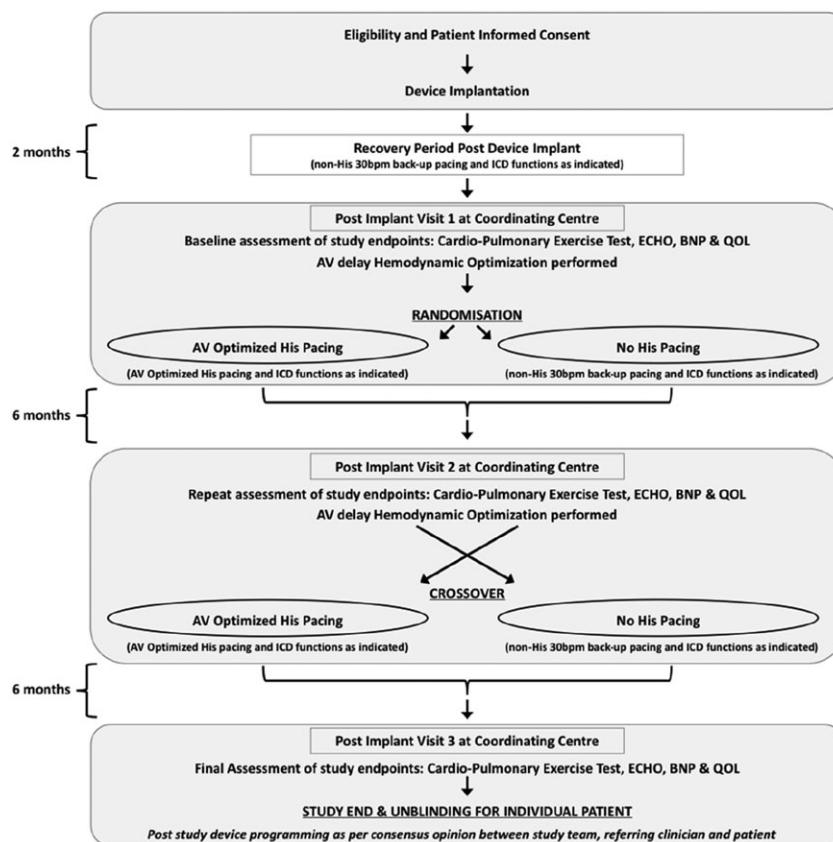 Eligibility and Patient Informed Consent
Device Implantation
2 months
Recovery Period Post Device Implant
(non-His 30bpm back-up pacing and ICD functions as indicated)
Post Implant Visit 1 at Coordinating Centre
Baseline assessment of study endpoints: Cardio-Pulmonary Exercise Test, ECHO, BNP & QOL
AV delay Hemodynamic Optimization performed
RANDOMISATION
AV Optimized His Pacing
No His Pacing
(AV Optimized His pacing and ICD functions as indicated)
(non-His 30bpm back-up pacing and ICD functions as indicated)
6 months
Post Implant Visit 2 at Coordinating Centre
Repeat assessment of study endpoints: Cardio-Pulmonary Exercise Test, ECHO, BNP & QOL
AV delay Hemodynamic Optimization performed
CROSSOVER
AV Optimized His Pacing
No His Pacing
(AV Optimized His pacing and ICD functions as indicated)
(non-His 30bpm back-up pacing and ICD functions as indicated)
6 months
Post Implant Visit 3 at Coordinating Centre
Final Assessment of study endpoints: Cardio-Pulmonary Exercise Test, ECHO, BNP & QOL
STUDY END & UNBLINDING FOR INDIVIDUAL PATIENT
Post study device programming as per consensus opinion between study team, referring clinician and patient